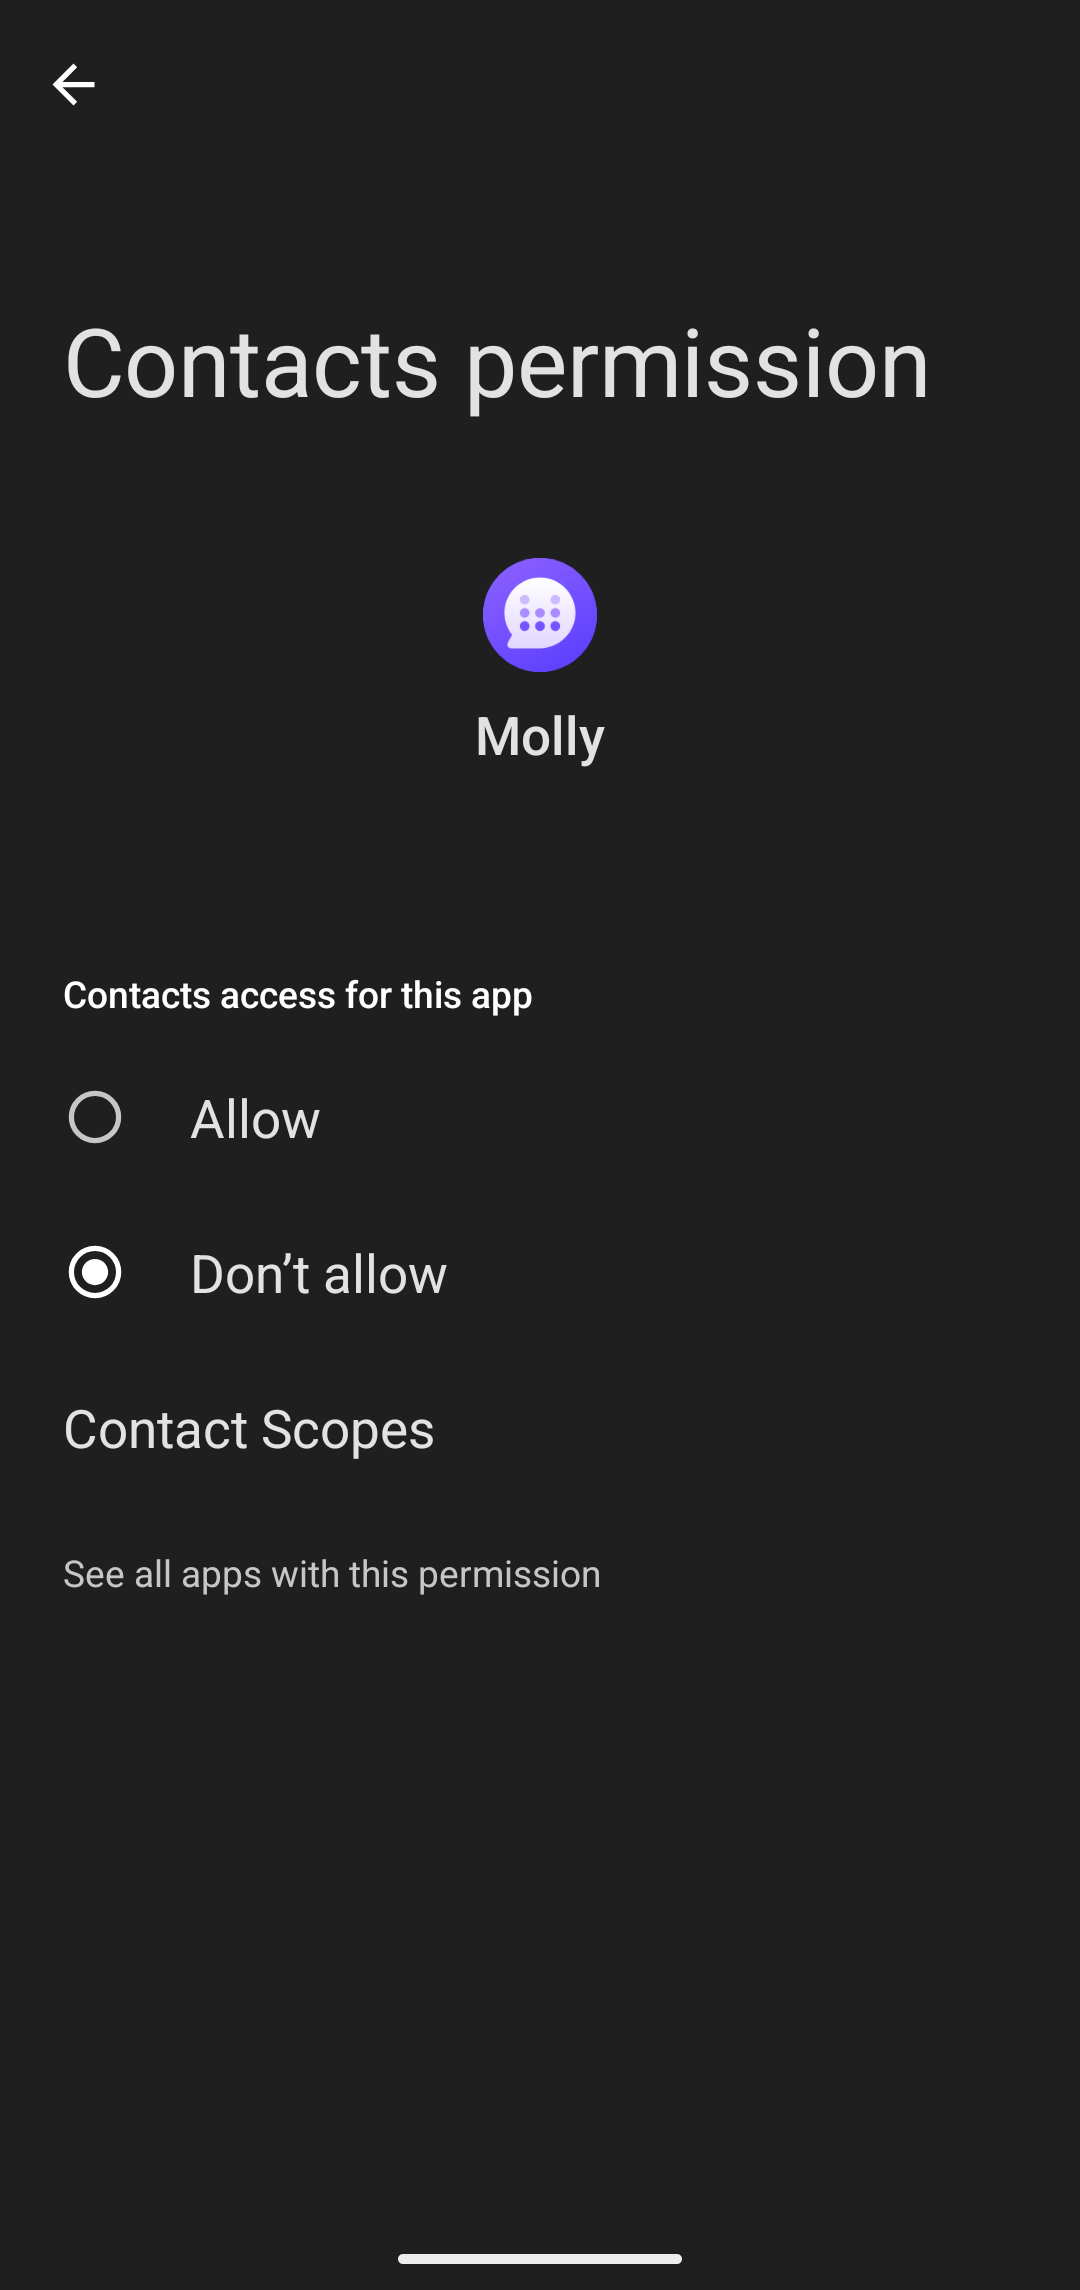 Contacts permission
Molly
Contacts access for this app
Allow
Don’t allow
Contact Scopes
See all apps with this permission